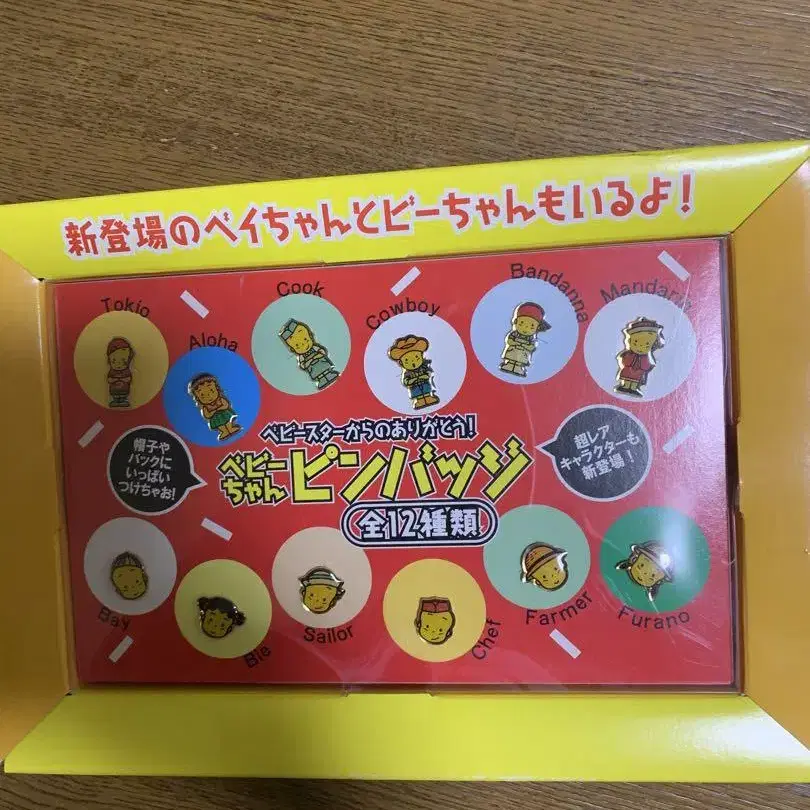 新登場のベイちゃんとビーちゃんもいるよ!
Tokio
Aloha
Cook
Cowboy
Bandanna
Mandarin
ベビースターからのありがとう!
ベビー
ちゃん
ピンバッジ
全12種類
帽子や
バックに
いっぱい
つけちゃお!
超レア
キャラクターも
新登場!
Bay
Bie
Sailor
Chef
Farmer
Furano